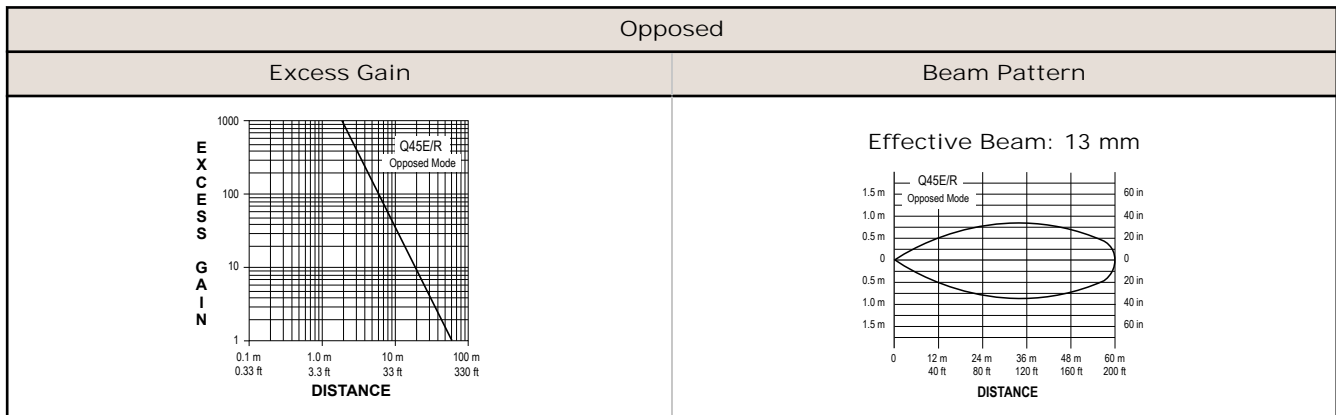 Opposed
Excess Gain
Beam Pattern
EXCESS GAIN
1000
100
10
1
Q45E/R
Opposed Mode
0.1 m 1.0 m 10 m 100 m
0.33 ft 3.3 ft 33 ft 330 ft
DISTANCE
Effective Beam: 13 mm
Q45E/R
Opposed Mode
1.5 m 60 in
1.0 m 40 in
0.5 m 20 in
0 0
0.5 m 20 in
1.0 m 40 in
1.5 m 60 in
0 12 m 24 m 36 m 48 m 60 m
40 ft 80 ft 120 ft 160 ft 200 ft
DISTANCE